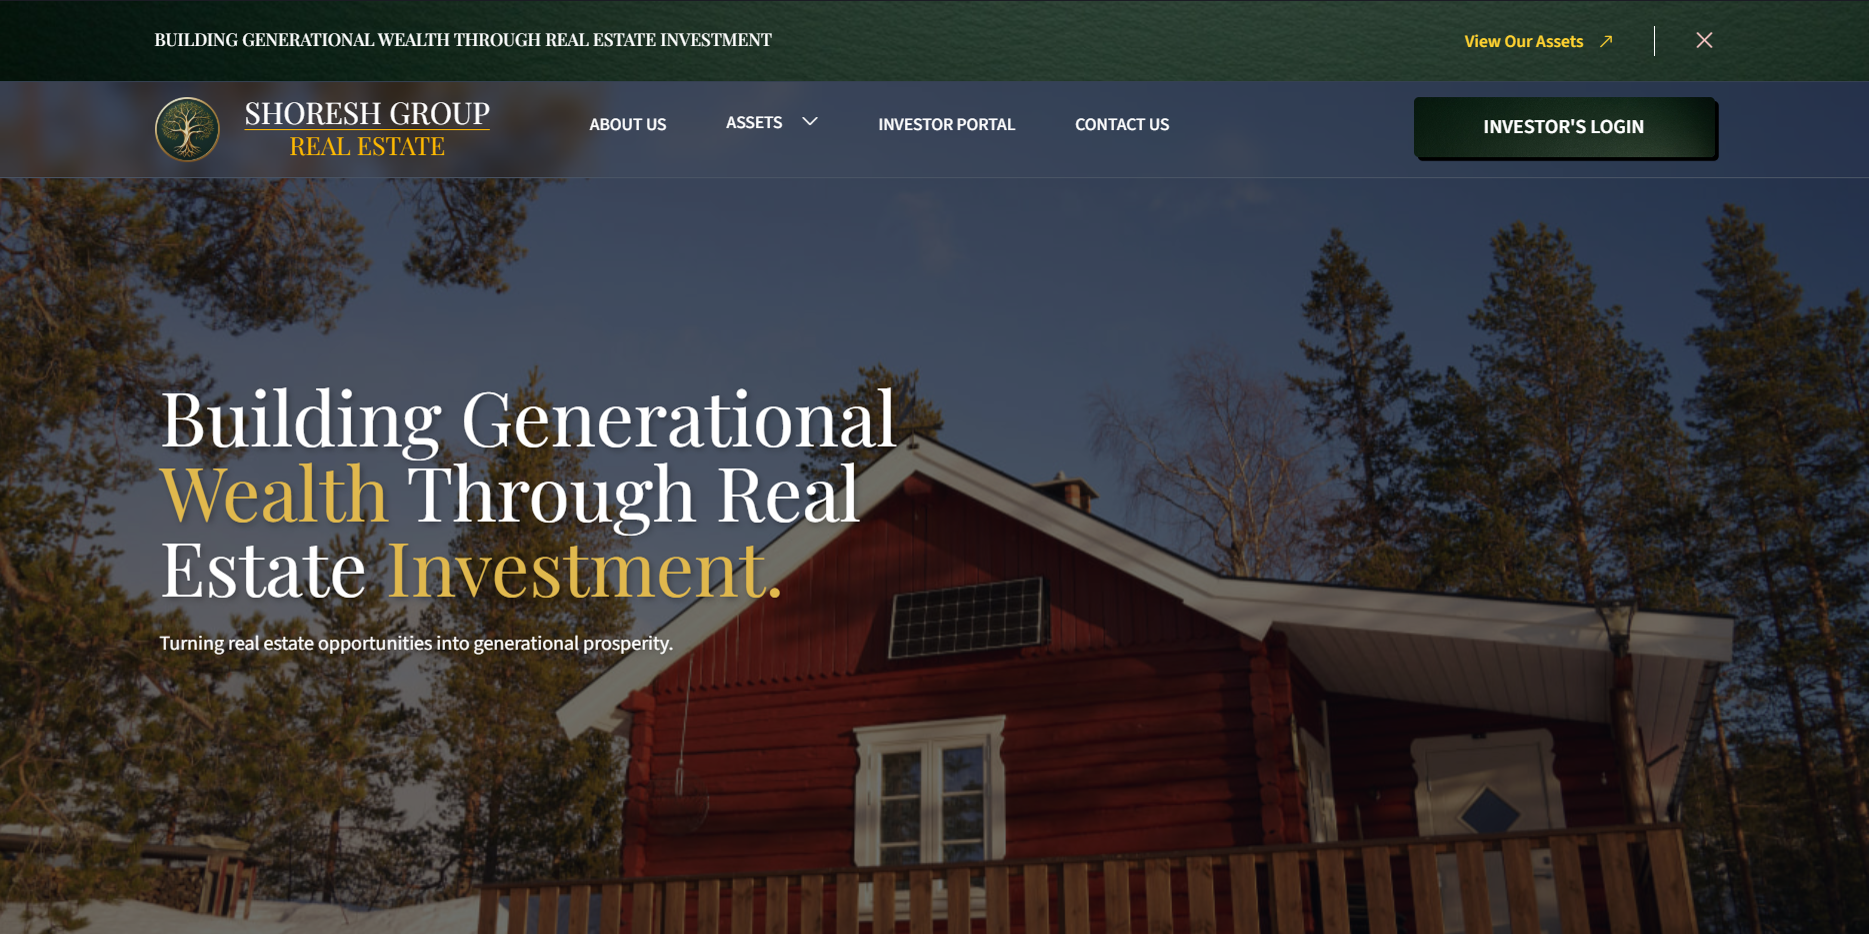 BUILDING GENERATIONAL WEALTH THROUGH REAL ESTATE INVESTMENT
View Our Assets
SHORESH GROUP
REAL ESTATE
ABOUT US
ASSETS
INVESTOR PORTAL
CONTACT US
INVESTOR'S LOGIN
Building Generational
Wealth Through Real
Estate Investment.
Turning real estate opportunities into generational prosperity.